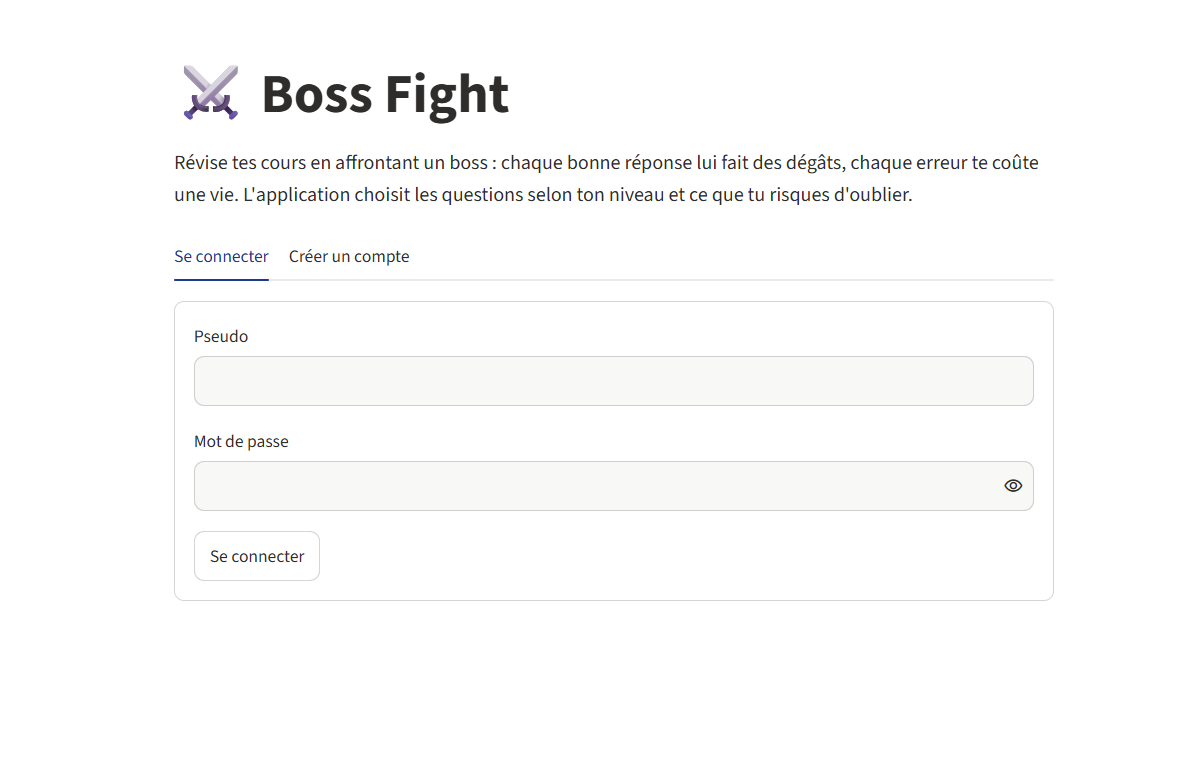 Boss Fight
Révise tes cours en affrontant un boss : chaque bonne réponse lui fait des dégâts, chaque erreur te coûte
une vie. L'application choisit les questions selon ton niveau et ce que tu risques d'oublier.
Se connecter Créer un compte
Pseudo
Mot de passe
Se connecter